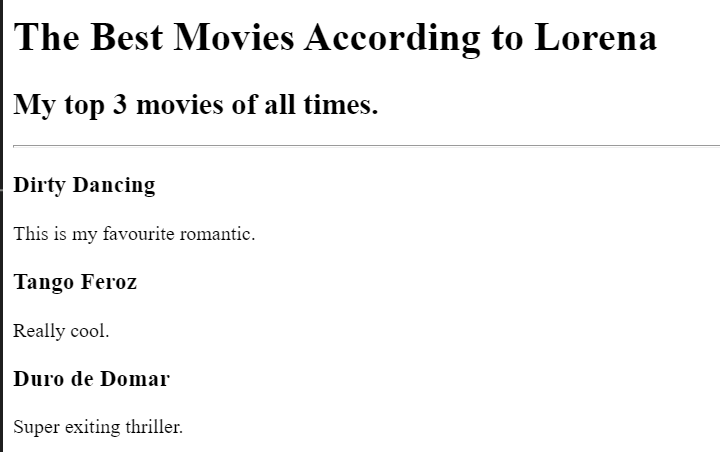 The Best Movies According to Lorena
My top 3 movies of all times.
Dirty Dancing
This is my favourite romantic.
Tango Feroz
Really cool.
Duro de Domar
Super exiting thriller.